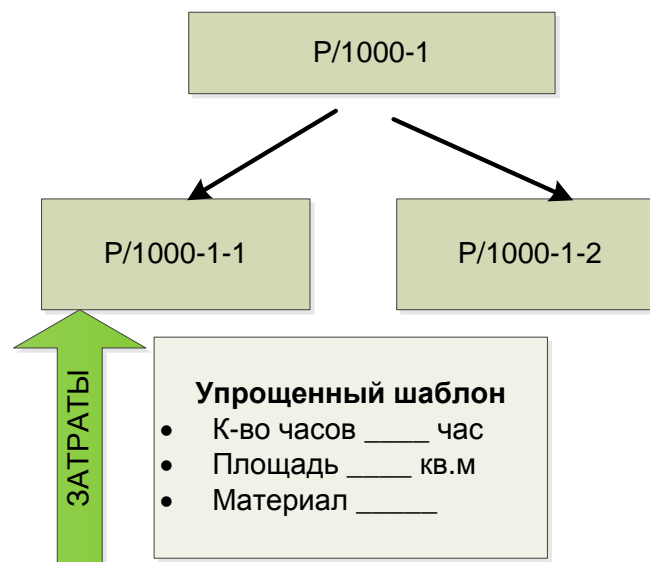 P/1000-1
P/1000-1-1
P/1000-1-2
ЗАТРАТЫ
Упрощенный шаблон
• К-во часов ____ час
• Площадь ____ кв.м
• Материал _____